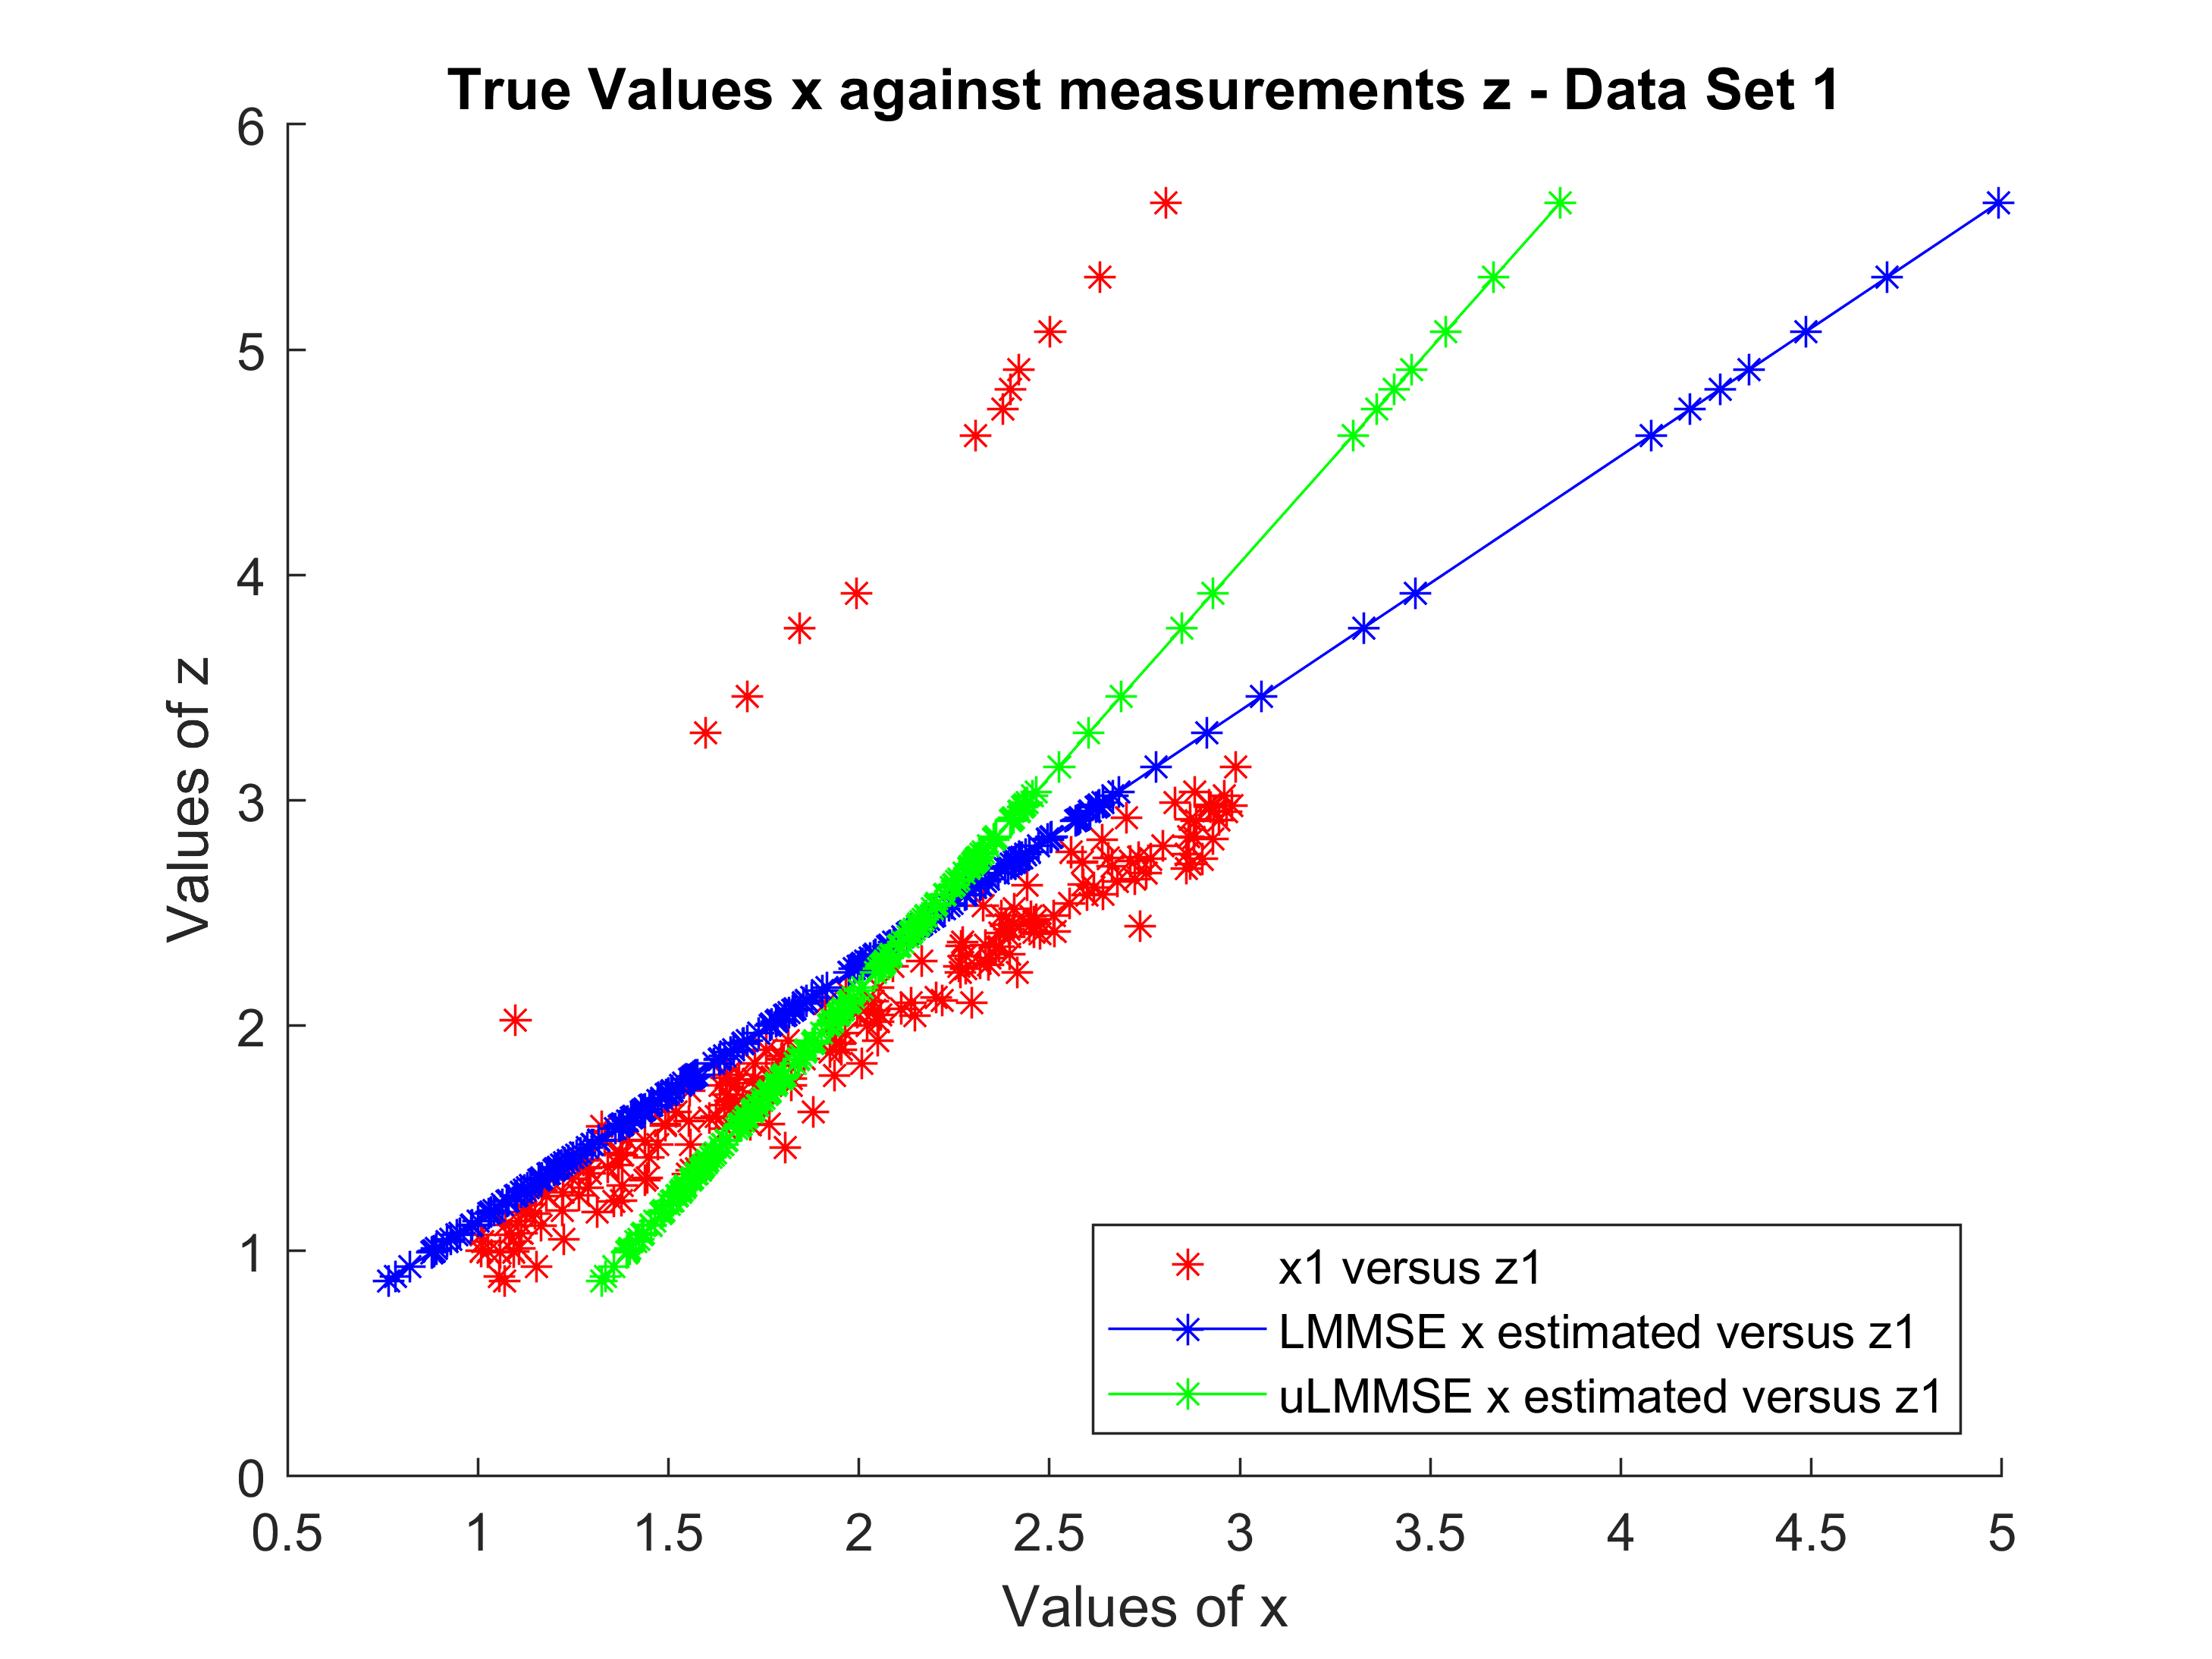 True Values x against measurements z - Data Set 1
6
5
4
3
2
1
0
Values of z
0.5 1 1.5 2 2.5 3 3.5 4 4.5 5
Values of x
x1 versus z1
LMMSE x estimated versus z1
uLMMSE x estimated versus z1